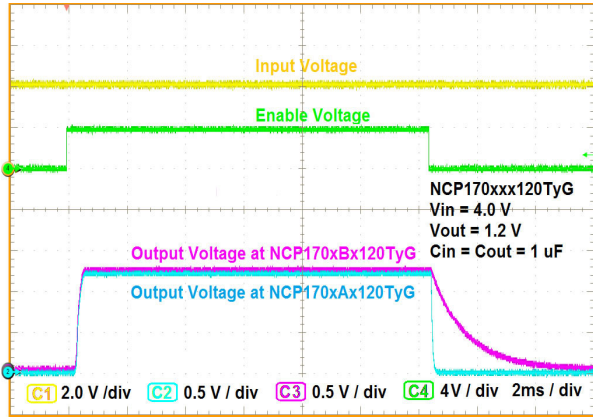 Input Voltage
Enable Voltage
4
NCP170xxx120TyG
Vin = 4.0 V
Vout = 1.2 V
Cin = Cout = 1 uF
Output Voltage at NCP170xBx120TyG
Output Voltage at NCP170xAx120TyG
2
C1 2.0 V /div C2 0.5 V / div C3 0.5 V / div C4 4V / div 2ms / div